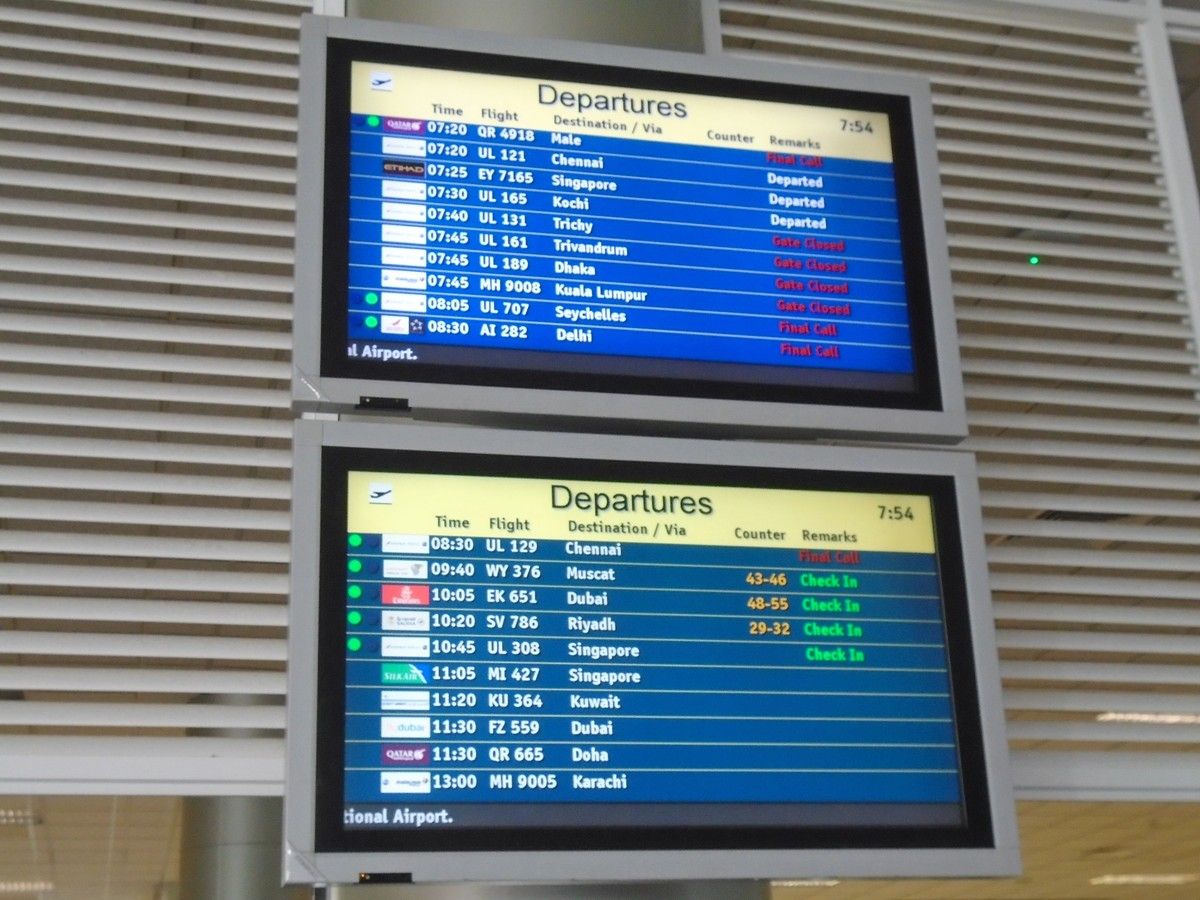 Departures
7:54
Time Flight Destination / Via Counter Remarks
QATAR 07:20 QR 4918 Male Final Call
07:20 UL 121 Chennai Departed
ETIHAD 07:25 EY 7165 Singapore Departed
07:30 UL 165 Kochi Departed
07:40 UL 131 Trichy Gate Closed
07:45 UL 161 Trivandrum Gate Closed
07:45 UL 189 Dhaka Gate Closed
07:45 MH 9008 Kuala Lumpur Gate Closed
08:05 UL 707 Seychelles Final Call
08:30 AI 282 Delhi Final Call
al Airport.
Departures
7:54
Time Flight Destination / Via Counter Remarks
08:30 UL 129 Chennai Final Call
09:40 WY 376 Muscat 43-46 Check In
Emirates 10:05 EK 651 Dubai 48-55 Check In
10:20 SV 786 Riyadh 29-32 Check In
10:45 UL 308 Singapore Check In
SILKAIR 11:05 MI 427 Singapore
11:20 KU 364 Kuwait
dubai 11:30 FZ 559 Dubai
QATAR 11:30 QR 665 Doha
13:00 MH 9005 Karachi
tional Airport.